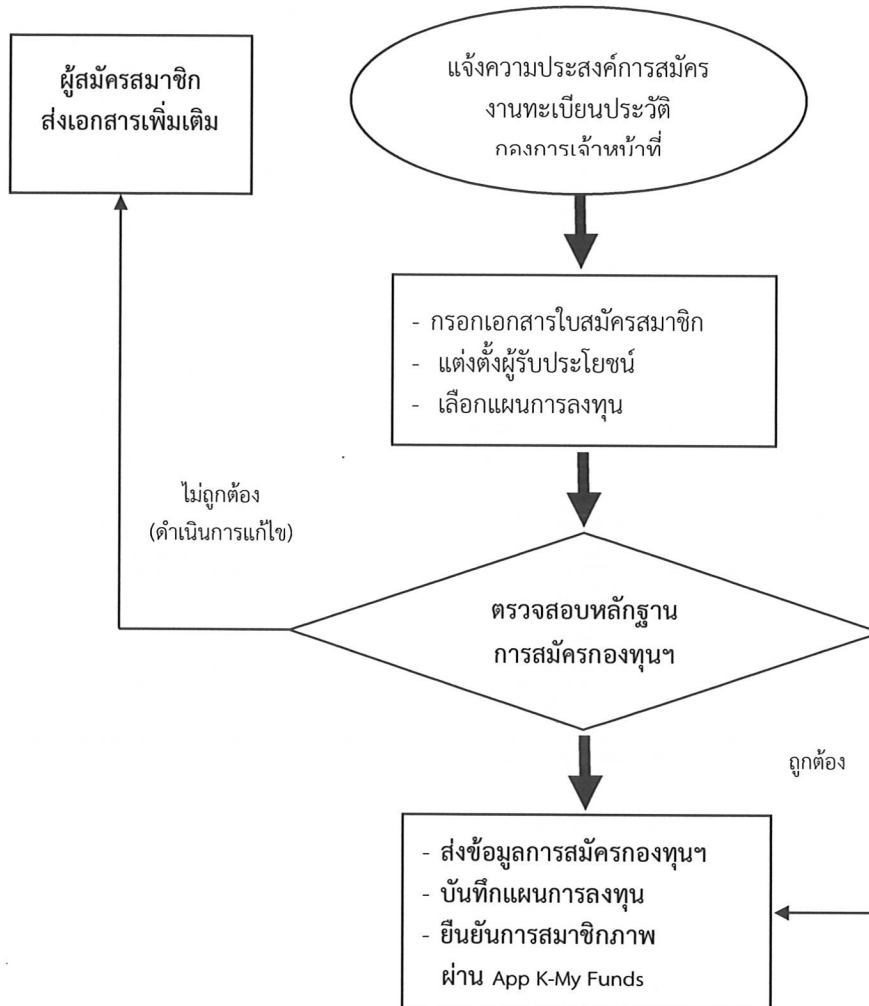 ผู้สมัครสมาชิก
ส่งเอกสารเพิ่มเติม
แจ้งความประสงค์การสมัคร
งานทะเบียนประวัติ
กองการเจ้าหน้าที่
- กรอกเอกสารใบสมัครสมาชิก
- แต่งตั้งผู้รับประโยชน์
- เลือกแผนการลงทุน
ไม่ถูกต้อง
(ดำเนินการแก้ไข)
ตรวจสอบหลักฐาน
การสมัครกองทุนฯ
ถูกต้อง
- ส่งข้อมูลการสมัครกองทุนฯ
- บันทึกแผนการลงทุน
- ยืนยันการสมาชิกภาพ
ผ่าน App K-My Funds